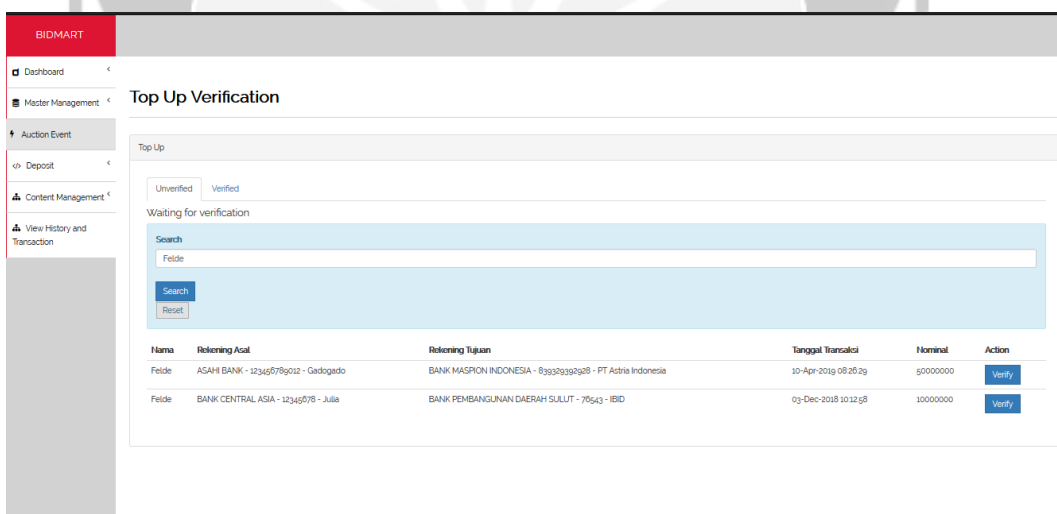 BIDMART
Dashboard
Master Management
Auction Event
Deposit
Content Management
View History and
Transaction
Top Up Verification
Top Up
Unverified Verified
Waiting for verification
Search
Felde
Search
Reset
Nama Rekening Asal Rekening Tujuan Tanggal Transaksi Nominal Action
Felde ASAHI BANK - 123456789012 - Gadogado BANK MASPION INDONESIA - 839329392928 - PT Astria Indonesia 10-Apr-2019 08:26:29 50000000 Verify
Felde BANK CENTRAL ASIA - 12345678 - Julia BANK PEMBANGUNAN DAERAH SULUT - 76543 - IBID 03-Dec-2018 10:12:58 10000000 Verify